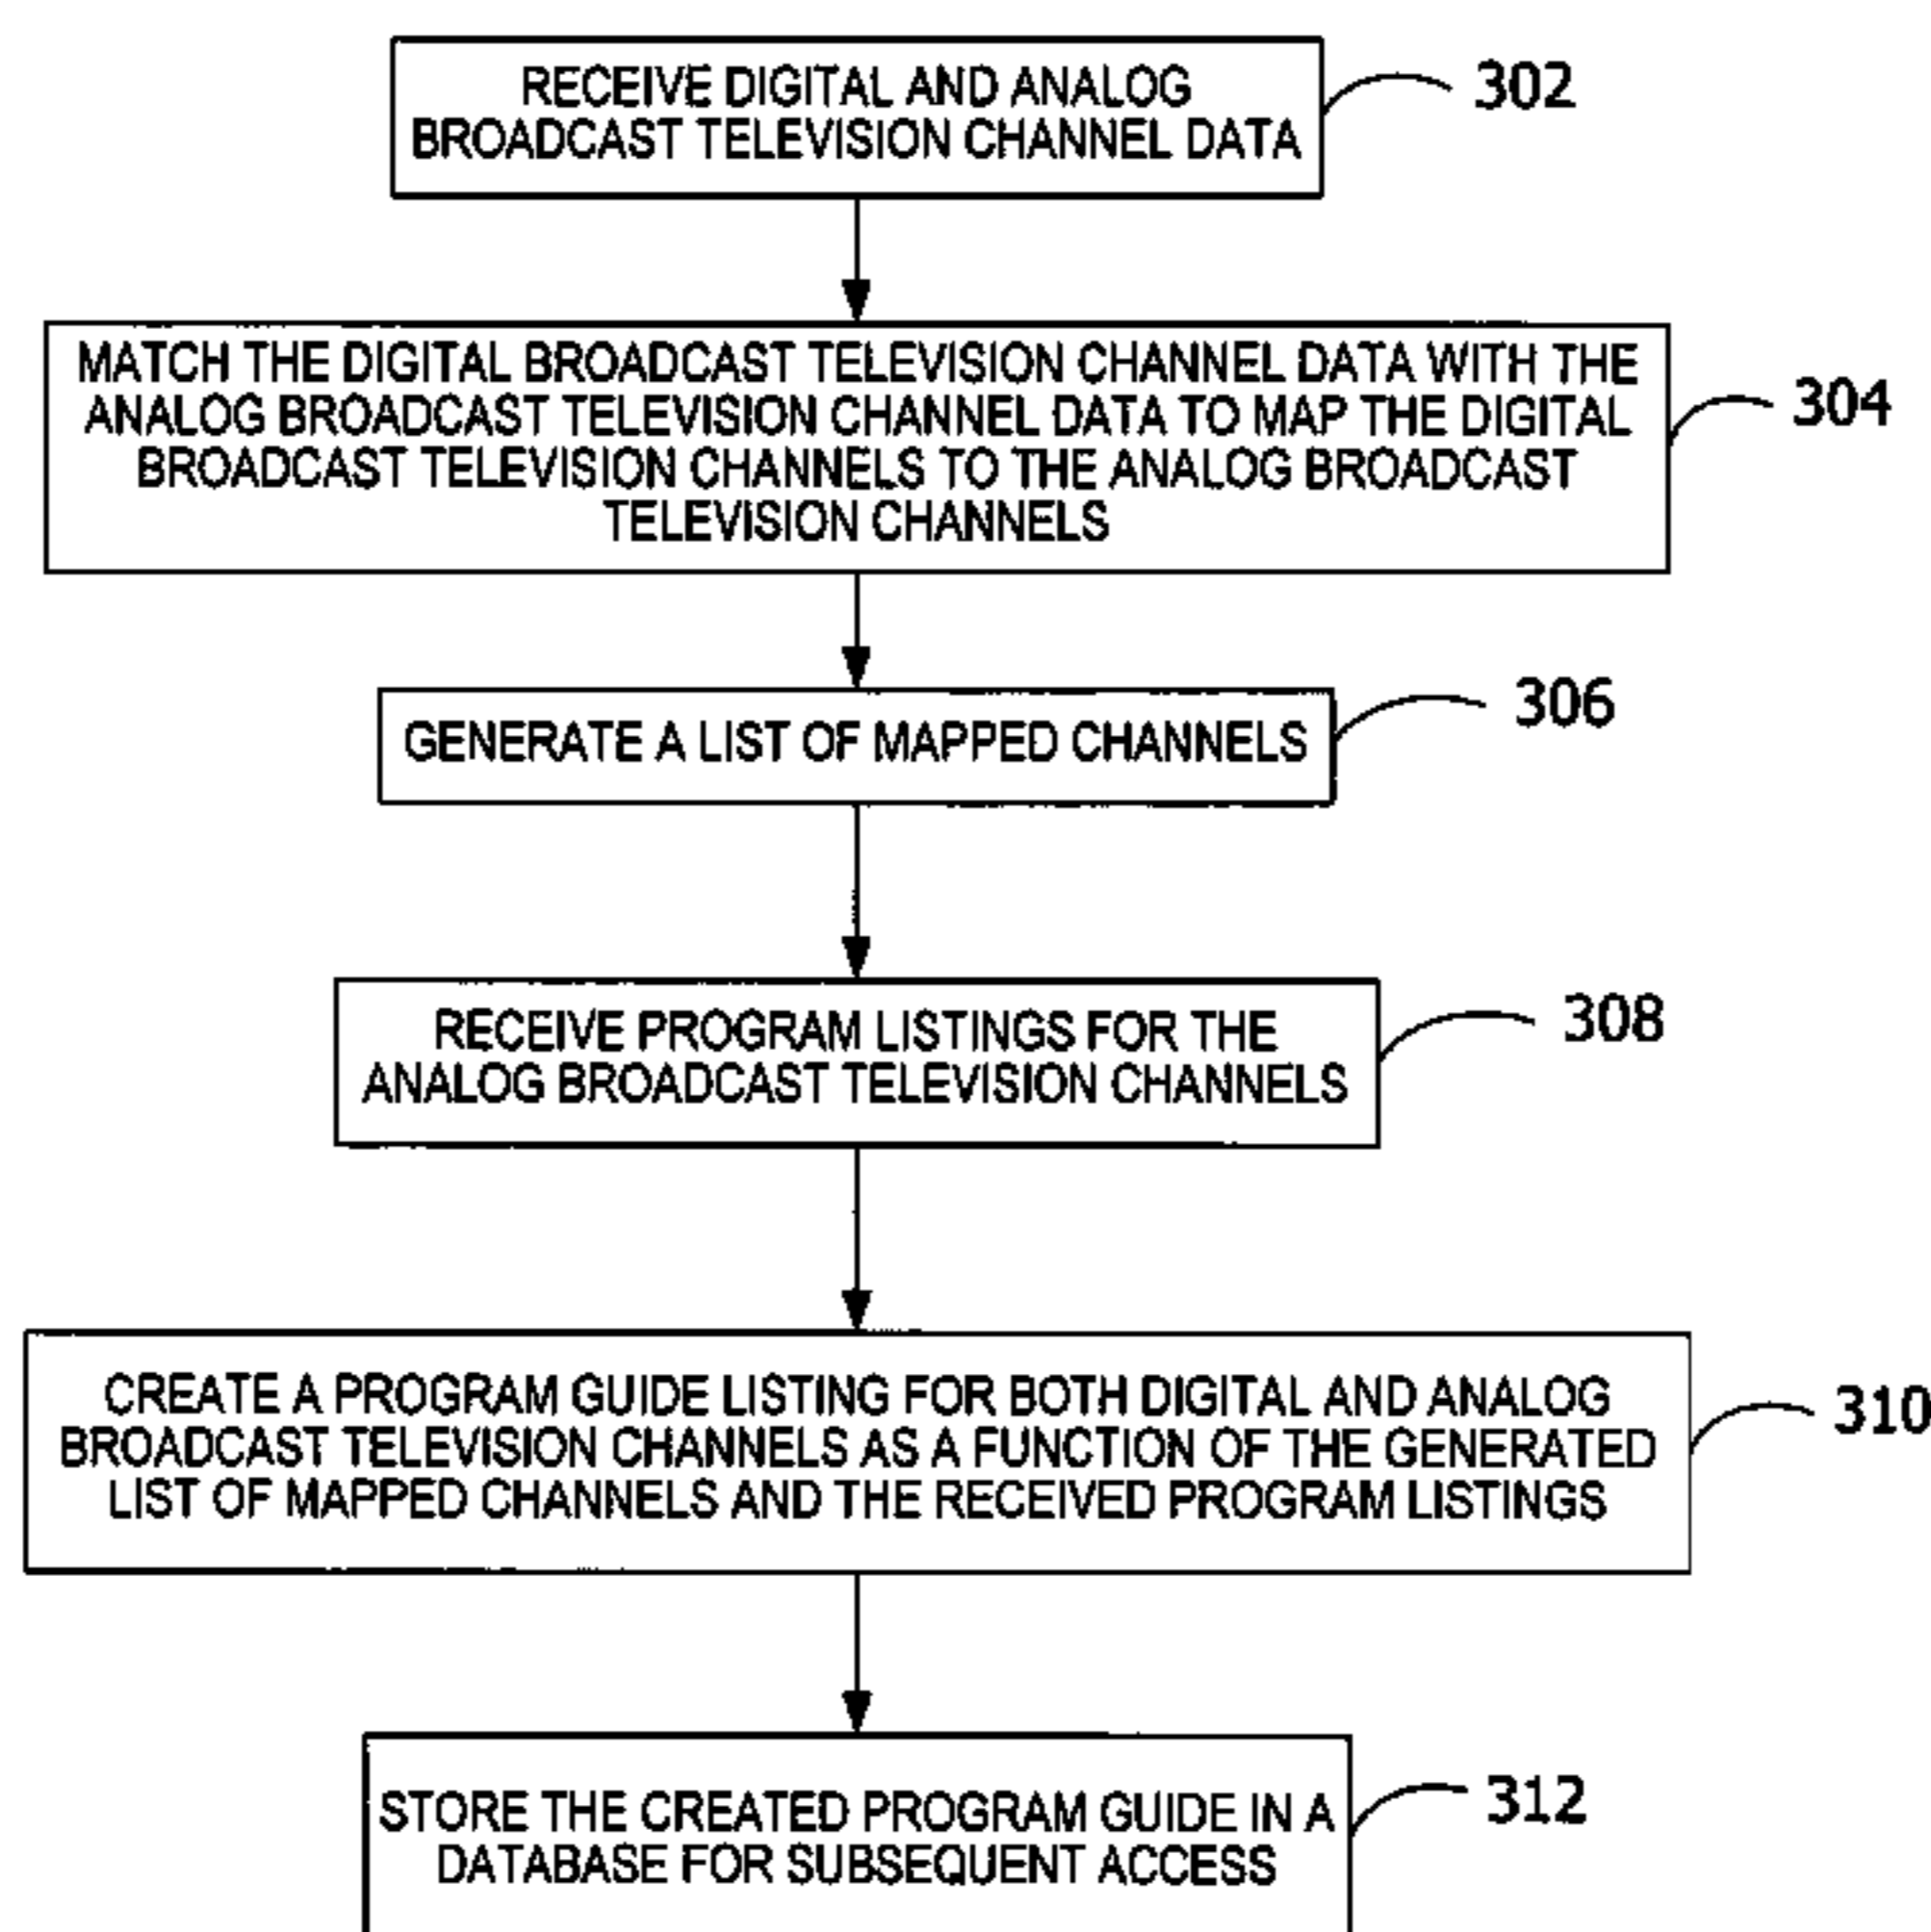 RECEIVE DIGITAL AND ANALOG
BROADCAST TELEVISION CHANNEL DATA
302
MATCH THE DIGITAL BROADCAST TELEVISION CHANNEL DATA WITH THE
ANALOG BROADCAST TELEVISION CHANNEL DATA TO MAP THE DIGITAL
BROADCAST TELEVISION CHANNELS TO THE ANALOG BROADCAST
TELEVISION CHANNELS
304
GENERATE A LIST OF MAPPED CHANNELS
306
RECEIVE PROGRAM LISTINGS FOR THE
ANALOG BROADCAST TELEVISION CHANNELS
308
CREATE A PROGRAM GUIDE LISTING FOR BOTH DIGITAL AND ANALOG
BROADCAST TELEVISION CHANNELS AS A FUNCTION OF THE GENERATED
LIST OF MAPPED CHANNELS AND THE RECEIVED PROGRAM LISTINGS
310
STORE THE CREATED PROGRAM GUIDE IN A
DATABASE FOR SUBSEQUENT ACCESS
312